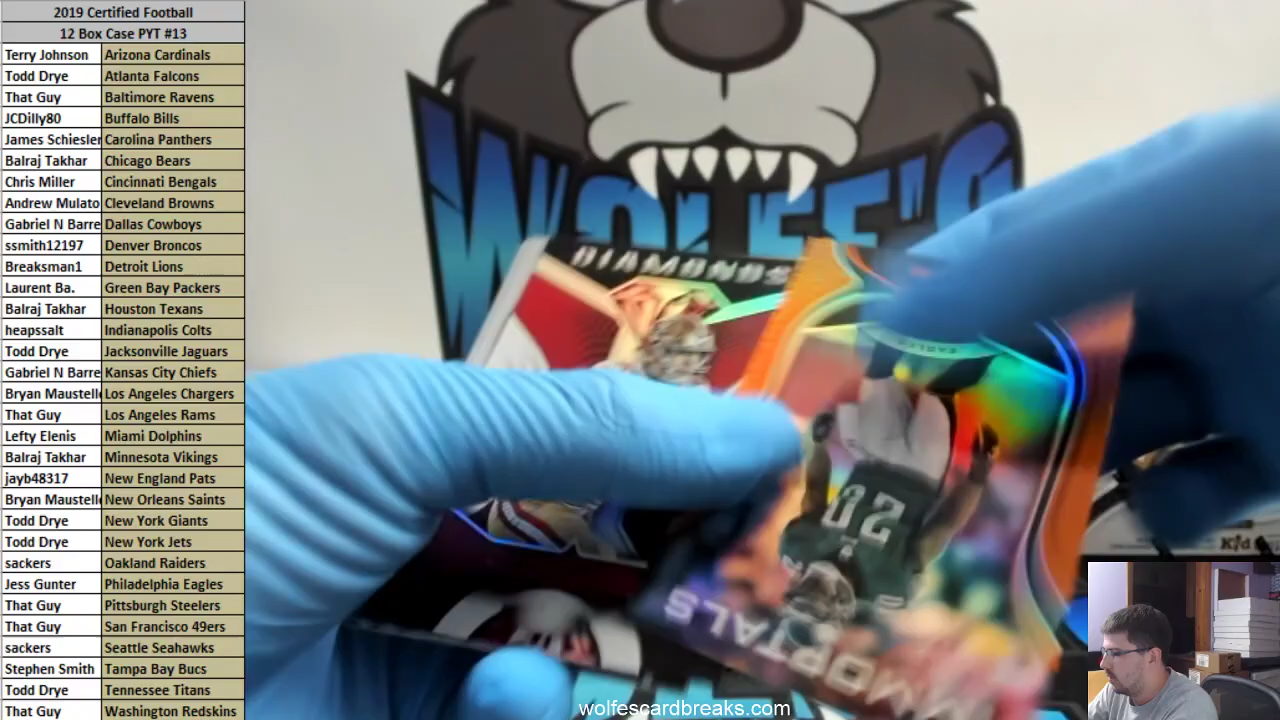 2019 Certified Football
12 Box Case PYT #13
Terry Johnson Arizona Cardinals
Todd Drye Atlanta Falcons
That Guy Baltimore Ravens
JCDilly80 Buffalo Bills
James Schiesler Carolina Panthers
Balraj Takhar Chicago Bears
Chris Miller Cincinnati Bengals
Andrew Mulato Cleveland Browns
Gabriel N Barre Dallas Cowboys
ssmith12197 Denver Broncos
Breaksman1 Detroit Lions
Laurent Ba. Green Bay Packers
Balraj Takhar Houston Texans
heapssalt Indianapolis Colts
Todd Drye Jacksonville Jaguars
Gabriel N Barre Kansas City Chiefs
Bryan Maustelle Los Angeles Chargers
That Guy Los Angeles Rams
Lefty Elenis Miami Dolphins
Balraj Takhar Minnesota Vikings
jayb48317 New England Pats
Bryan Maustelle New Orleans Saints
Todd Drye New York Giants
Todd Drye New York Jets
sackers Oakland Raiders
Jess Gunter Philadelphia Eagles
That Guy Pittsburgh Steelers
That Guy San Francisco 49ers
sackers Seattle Seahawks
Stephen Smith Tampa Bay Bucs
Todd Drye Tennessee Titans
That Guy Washington Redskins
WOLFE'S
DIAMONDS
20
MMORTALS
wolfescardbreaks.com